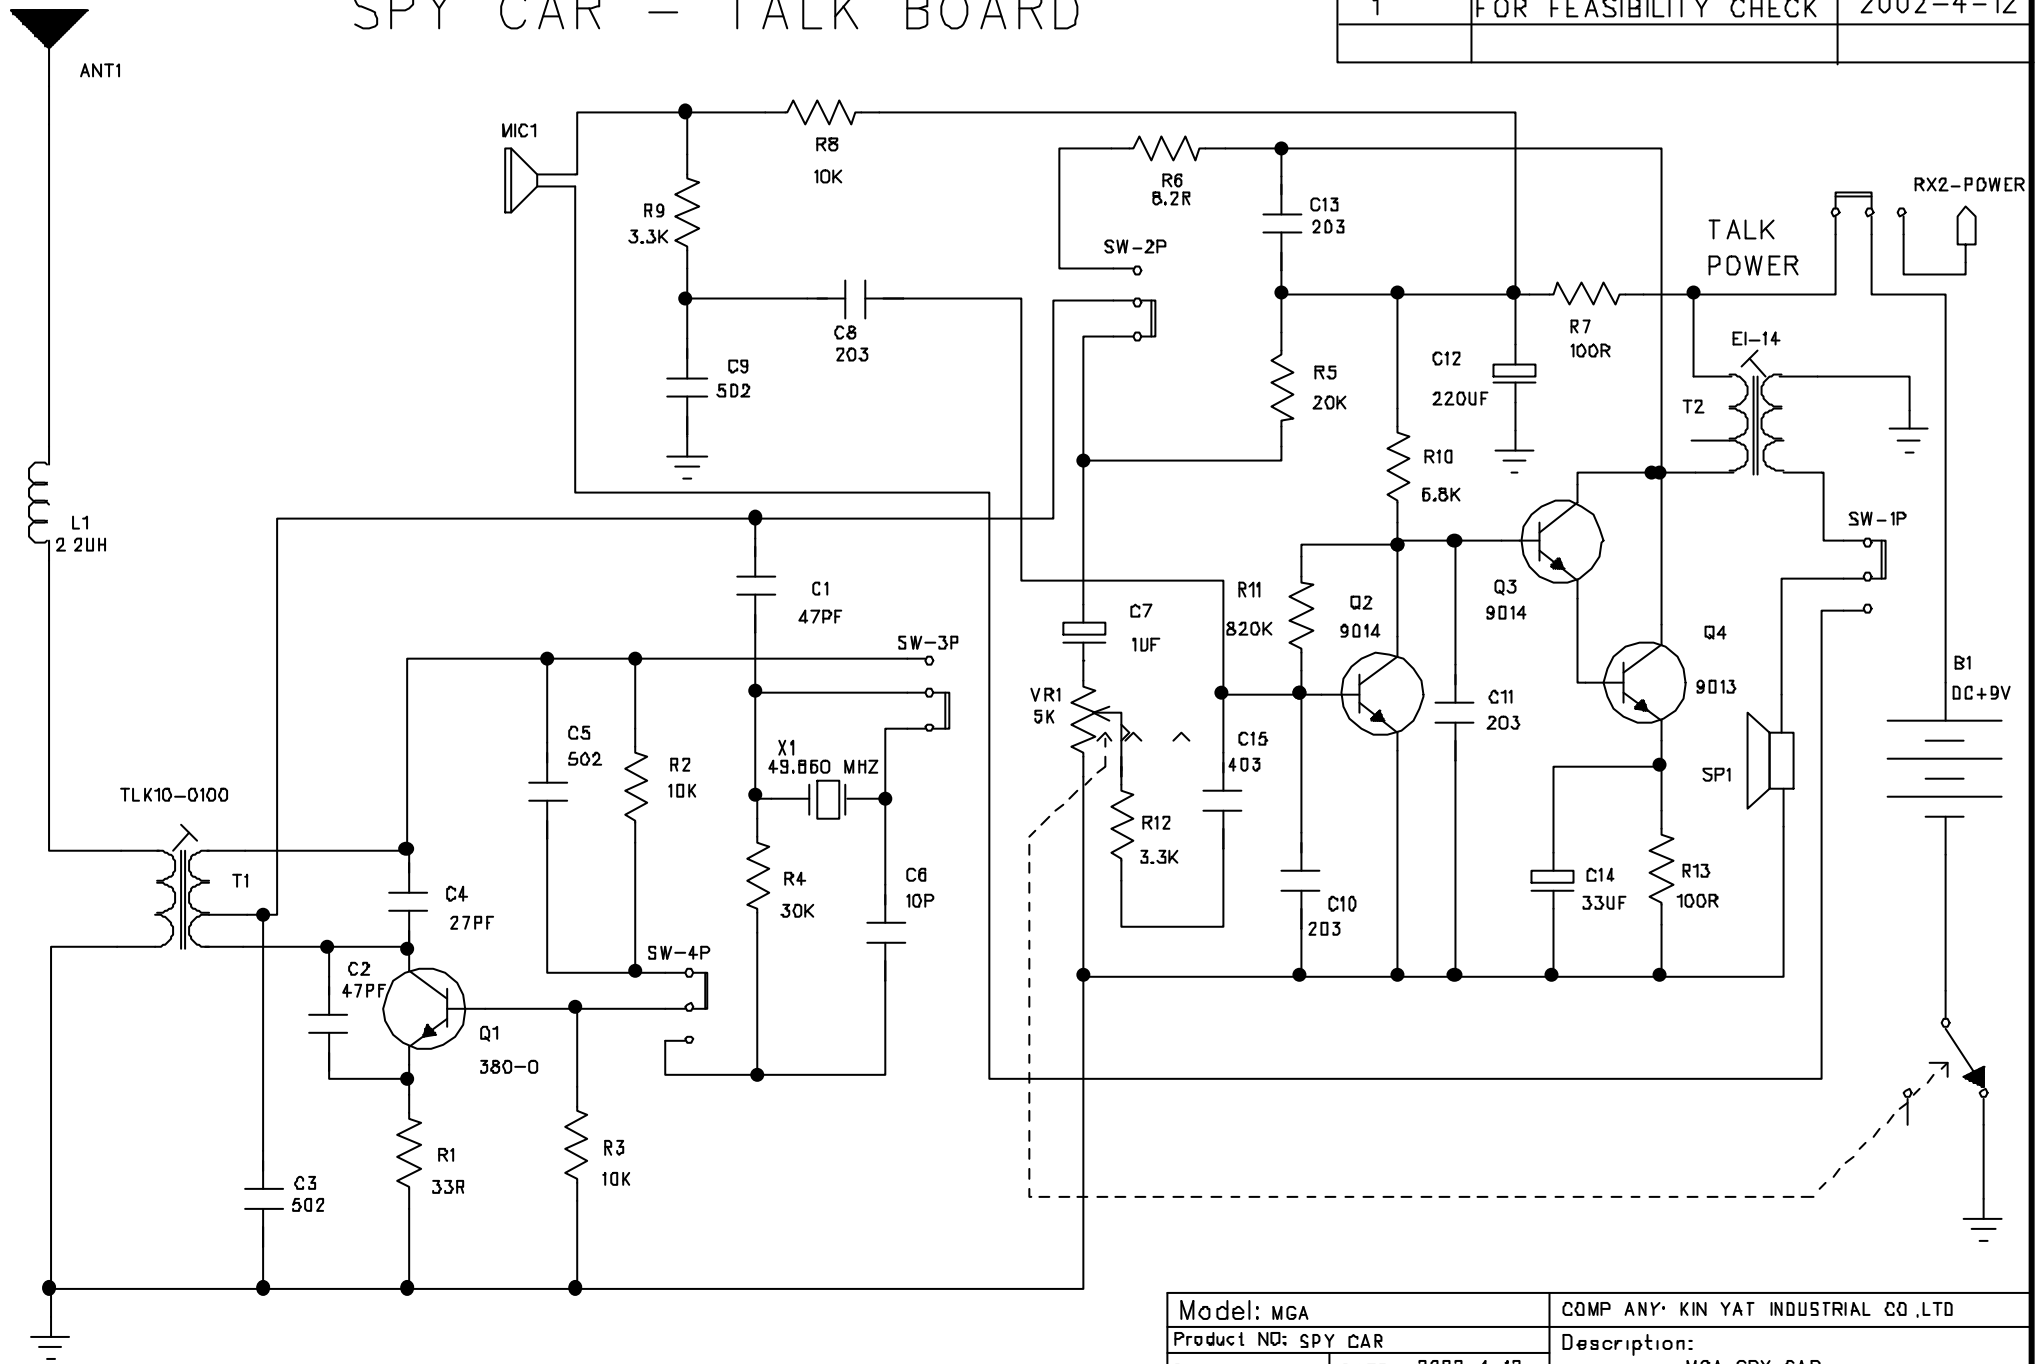 SPY CAR - TALK BOARD
1 FOR FEASIBILITY CHECK 2002-4-12
ANT1
MIC1
R8
10K
R6
8.2R
RX2-POWER
R9
3.3K
C13
203
TALK
POWER
SW-2P
C8
203
R7
100R
EI-14
C9
502
R5
20K
C12
220UF
T2
R10
6.8K
L1
2 2UH
SW-1P
C1
47PF
R11
820K
Q3
9014
C7
1UF
Q2
9014
Q4
9013
SW-3P
B1
DC+9V
VR1
5K
C11
203
C5
502
X1
49.860 MHZ
C15
403
R2
10K
SP1
TLK10-0100
R12
3.3K
T1
C4
27PF
R4
30K
C6
10P
C14
33UF
R13
100R
C10
203
SW-4P
C2
47PF
Q1
380-O
R1
33R
R3
10K
C3
502
Model: MGA
COMP ANY· KIN YAT INDUSTRIAL CO ,LTD
Product NO: SPY CAR
Description: